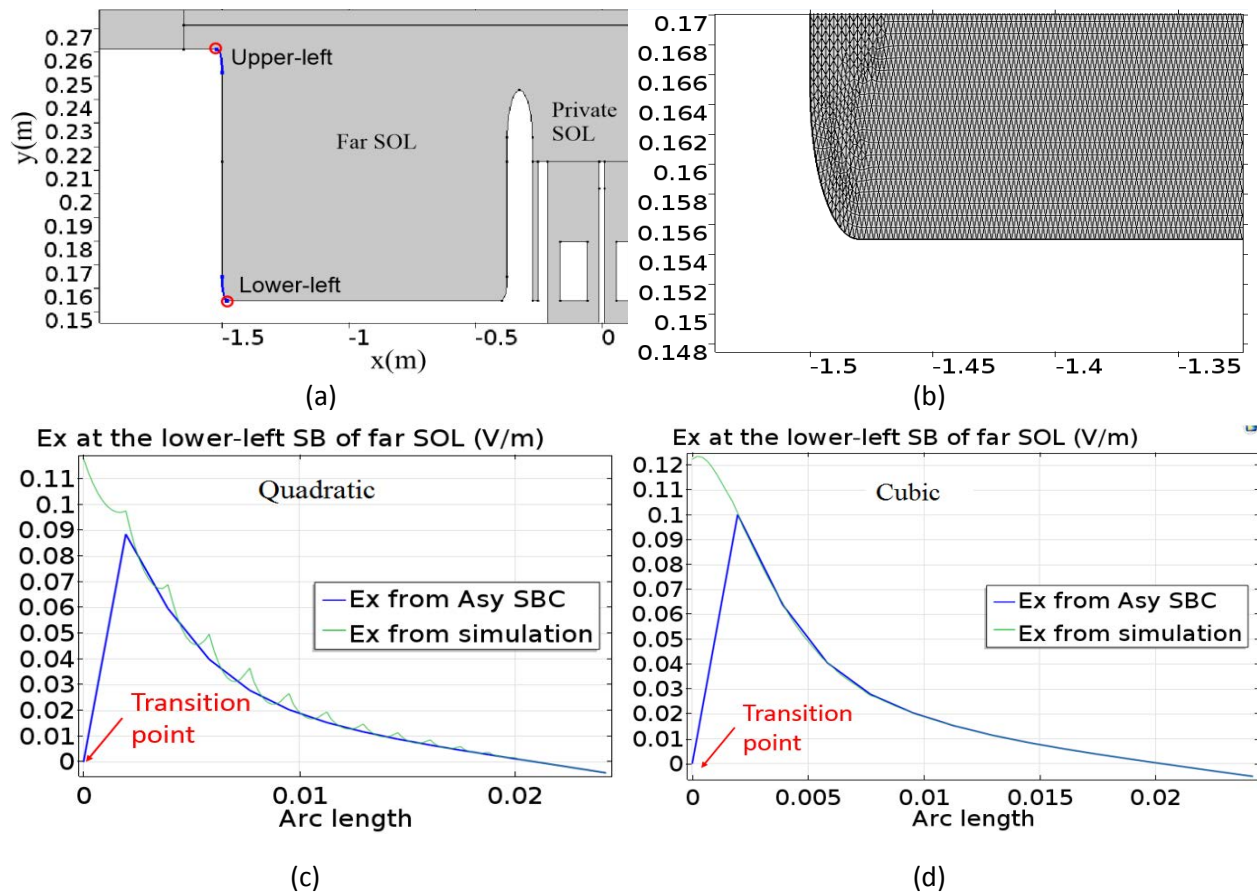 0.27
0.26
0.24
0.23
0.22
0.21
0.2
0.19
0.18
0.17
0.16
0.15
y(m)
Upper-left
Far SOL
Private
SOL
Lower-left
-1.5
-1
-0.5
0
x(m)
(a)
0.17
0.168
0.166
0.164
0.162
0.16
0.158
0.156
0.154
0.152
0.15
0.148
-1.5
-1.45
-1.4
-1.35
(b)
Ex at the lower-left SB of far SOL (V/m)
0.11
0.1
0.09
0.08
0.07
0.06
0.05
0.04
0.03
0.02
0.01
0
Quadratic
Ex from Asy SBC
Ex from simulation
Transition
point
0
0.01
0.02
Arc length
(c)
Ex at the lower-left SB of far SOL (V/m)
0.12
0.11
0.1
0.09
0.08
0.07
0.06
0.05
0.04
0.03
0.02
0.01
0
Cubic
Ex from Asy SBC
Ex from simulation
Transition
point
0
0.005
0.01
0.015
0.02
Arc length
(d)